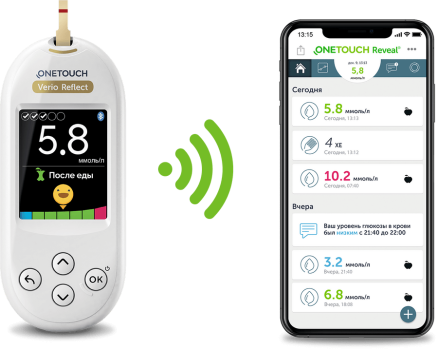 ONETOUCH
Verio Reflect
5.8
ммоль/л
После еды
OK
13:15
ONETOUCH Reveal®
5,8
ммоль/л
Сегодня
5.8 ммоль/л
Сегодня, 13:13
4 XE
Сегодня, 13:12
10.2 ммоль/л
Сегодня, 07:40
Вчера
Ваш уровень глюкозы в крови
был низким с 21:40 до 22:00
3.2 ммоль/л
Вчера, 21:40
6.8 ммоль/л
Вчера, 18:00